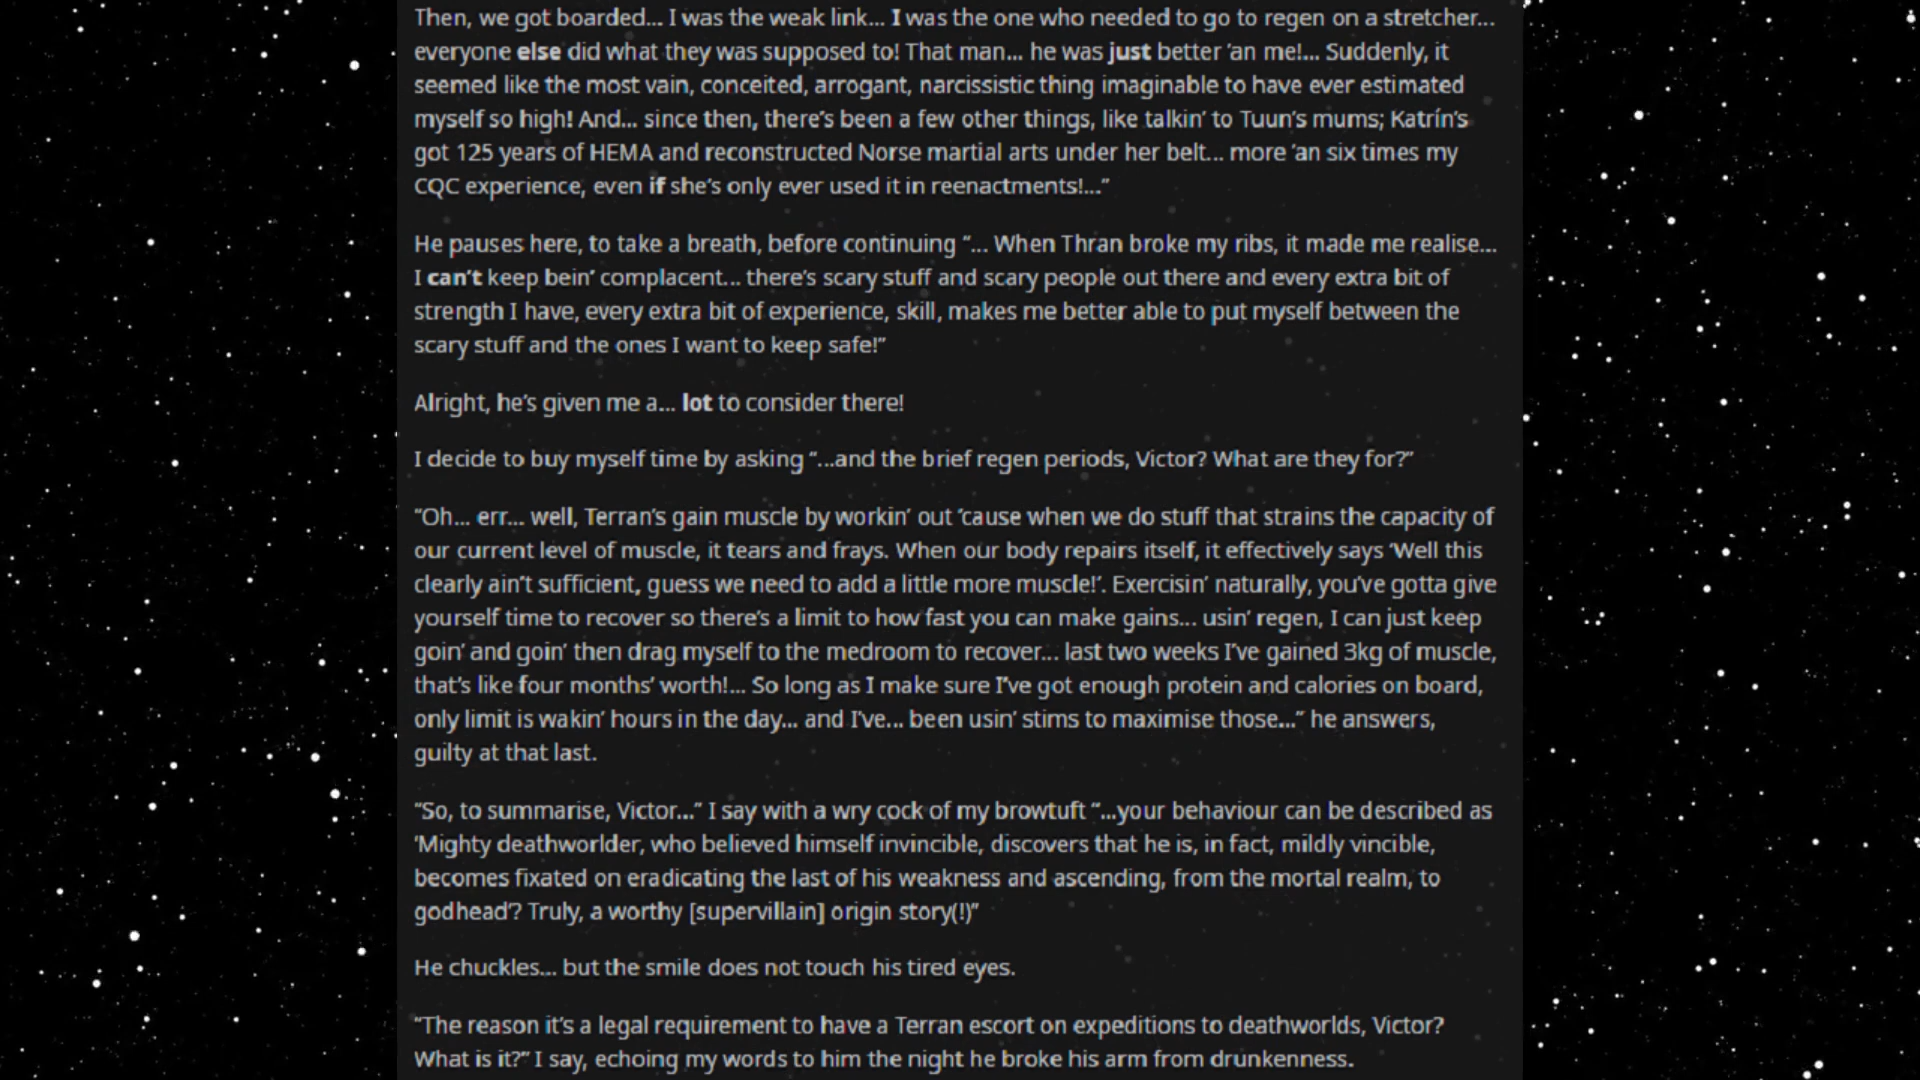 Then, we got boarded... I was the weak link... I was the one who needed to go to regen on a stretcher...
everyone else did what they was supposed to! That man... he was just better ’an me!... Suddenly, it
seemed like the most vain, conceited, arrogant, narcissistic thing imaginable to have ever estimated
myself so high! And... since then, there’s been a few other things, like talkin’ to Tuun’s mums; Katrín’s
got 125 years of HEMA and reconstructed Norse martial arts under her belt... more ’an six times my
CQC experience, even if she’s only ever used it in reenactments!...”
He pauses here, to take a breath, before continuing “... When Thran broke my ribs, it made me realise...
I can’t keep bein’ complacent... there’s scary stuff and scary people out there and every extra bit of
strength I have, every extra bit of experience, skill, makes me better able to put myself between the
scary stuff and the ones I want to keep safe!”
Alright, he’s given me a... lot to consider there!
I decide to buy myself time by asking “...and the brief regen periods, Victor? What are they for?”
“Oh... err... well, Terran’s gain muscle by workin’ out ’cause when we do stuff that strains the capacity of
our current level of muscle, it tears and frays. When our body repairs itself, it effectively says ‘Well this
clearly ain’t sufficient, guess we need to add a little more muscle!’. Exercisin’ naturally, you’ve gotta give
yourself time to recover so there’s a limit to how fast you can make gains... usin’ regen, I can just keep
goin’ and goin’ then drag myself to the medroom to recover... last two weeks I’ve gained 3kg of muscle,
that’s like four months’ worth!... So long as I make sure I’ve got enough protein and calories on board,
only limit is wakin’ hours in the day... and I’ve... been usin’ stims to maximise those...” he answers,
guilty at that last.
“So, to summarise, Victor...” I say with a wry cock of my browtuft “...your behaviour can be described as
‘Mighty deathworlder, who believed himself invincible, discovers that he is, in fact, mildly vincible,
becomes fixated on eradicating the last of his weakness and ascending, from the mortal realm, to
godhead’? Truly, a worthy [supervillain] origin story(!)”
He chuckles... but the smile does not touch his tired eyes.
“The reason it’s a legal requirement to have a Terran escort on expeditions to deathworlds, Victor?
What is it?” I say, echoing my words to him the night he broke his arm from drunkenness.